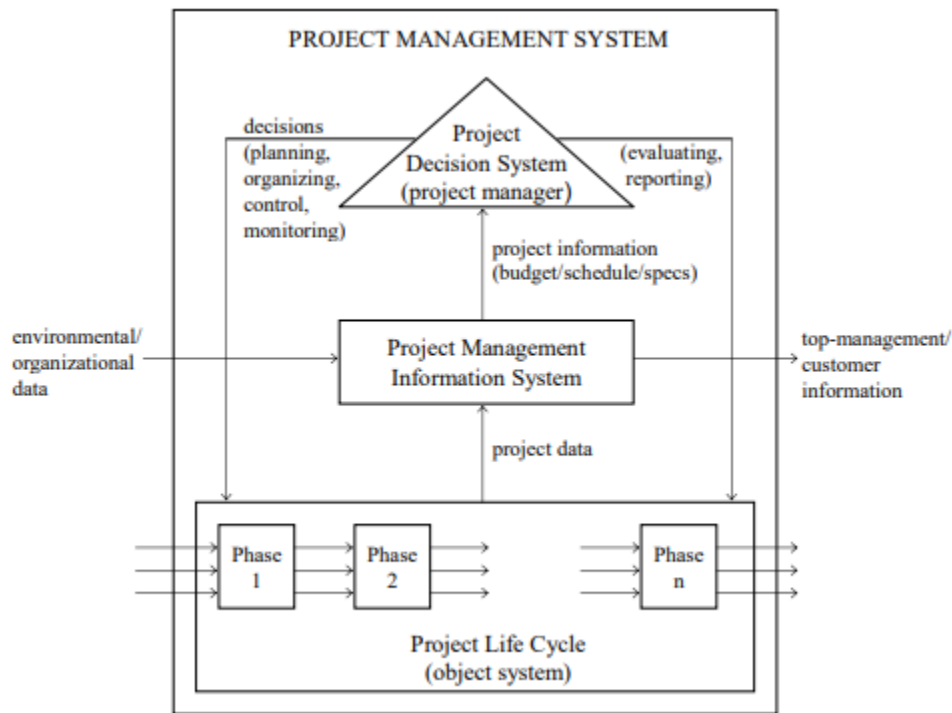 PROJECT MANAGEMENT SYSTEM
decisions
(planning,
organizing,
control,
monitoring)
Project
Decision System
(project manager)
(evaluating,
reporting)
project information
(budget/schedule/specs)
environmental/
organizational
data
Project Management
Information System
top-management/
customer
information
project data
Phase
1
Phase
2
Phase
n
Project Life Cycle
(object system)